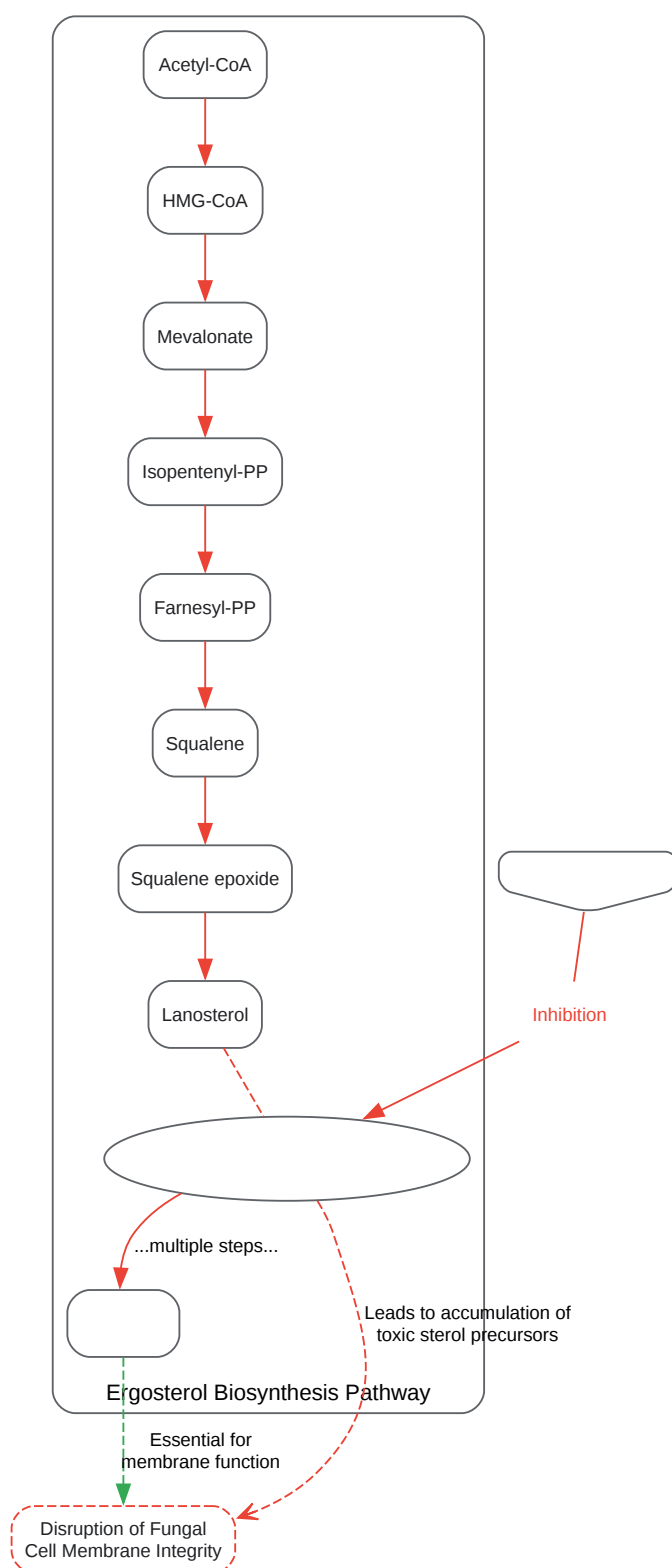 Acetyl-CoA
HMG-CoA
Mevalonate
Isopentenyl-PP
Farnesyl-PP
Squalene
Squalene epoxide
Lanosterol
Inhibition
...multiple steps...
Leads to accumulation of
toxic sterol precursors
Ergosterol Biosynthesis Pathway
Essential for
membrane function
Disruption of Fungal
Cell Membrane Integrity